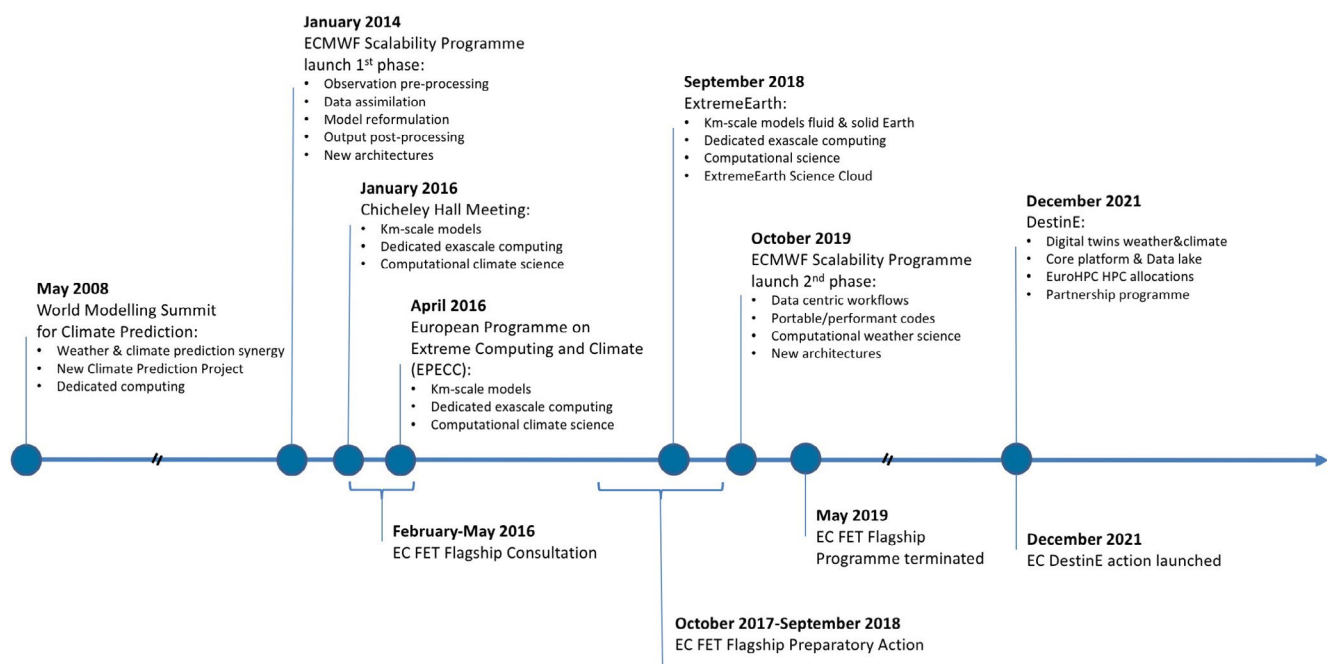 January 2014
ECMWF Scalability Programme
launch 1st phase:
• Observation pre-processing
• Data assimilation
• Model reformulation
• Output post-processing
• New architectures
September 2018
ExtremeEarth:
• Km-scale models fluid & solid Earth
• Dedicated exascale computing
• Computational science
• ExtremeEarth Science Cloud
January 2016
Chicheley Hall Meeting:
• Km-scale models
• Dedicated exascale computing
• Computational climate science
December 2021
DestinE:
• Digital twins weather&climate
• Core platform & Data lake
• EuroHPC HPC allocations
• Partnership programme
October 2019
ECMWF Scalability Programme
launch 2nd phase:
• Data centric workflows
• Portable/performant codes
• Computational weather science
• New architectures
May 2008
World Modelling Summit
for Climate Prediction:
• Weather & climate prediction synergy
• New Climate Prediction Project
• Dedicated computing
April 2016
European Programme on
Extreme Computing and Climate
(EPECC):
• Km-scale models
• Dedicated exascale computing
• Computational climate science
February-May 2016
EC FET Flagship Consultation
May 2019
EC FET Flagship
Programme terminated
December 2021
EC DestinE action launched
October 2017-September 2018
EC FET Flagship Preparatory Action